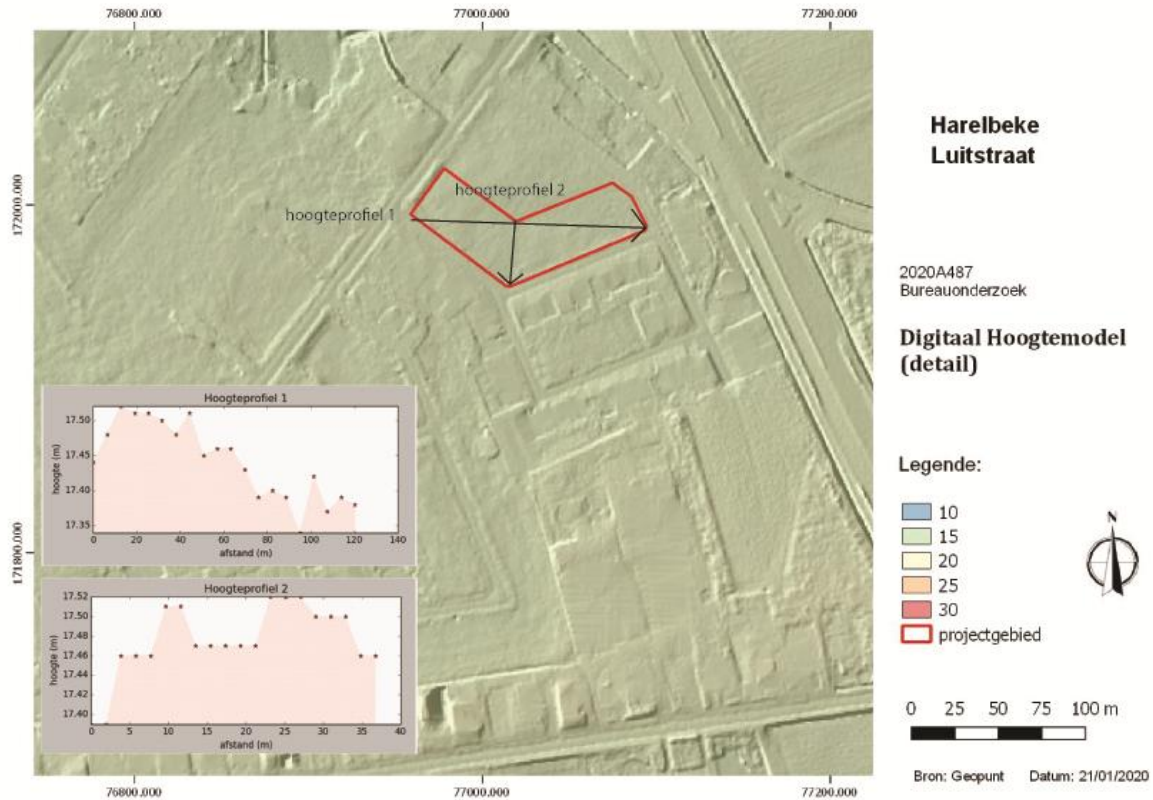 76800.000
77000.000
77200.000
172000.000
171800.000
hoogteprofiel 2
hoogteprofiel 1
Hoogteprofiel 1
hoogte (m)
17.50
17.45
17.40
17.35
0 20 40 60 80 100 120 140
afstand (m)
Hoogteprofiel 2
hoogte (m)
17.52
17.50
17.48
17.46
17.44
17.42
17.40
0 5 10 15 20 25 30 35 40
afstand (m)
76800.000
77000.000
77200.000
Harelbeke
Luitstraat
2020A487
Bureauonderzoek
Digitaal Hoogtemodel
(detail)
Legende:
10
15
20
25
30
projectgebied
N
0 25 50 75 100 m
Bron: Geopunt Datum: 21/01/2020